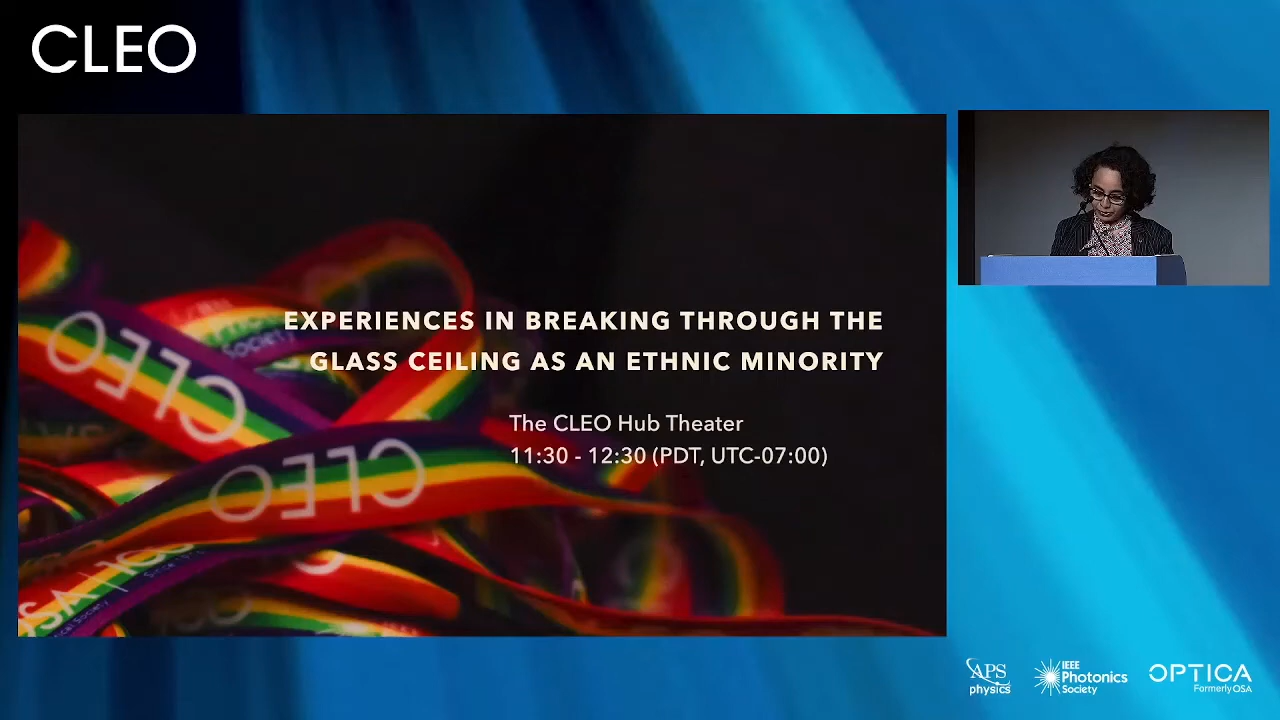 CLEO
EXPERIENCES IN BREAKING THROUGH THE
GLASS CEILING AS AN ETHNIC MINORITY
The CLEO Hub Theater
11:30 - 12:30 (PDT, UTC-07:00)
CLEO
Society
CLEO
APS
physics
IEEE
Photonics
Society
OPTICA
Formerly OSA